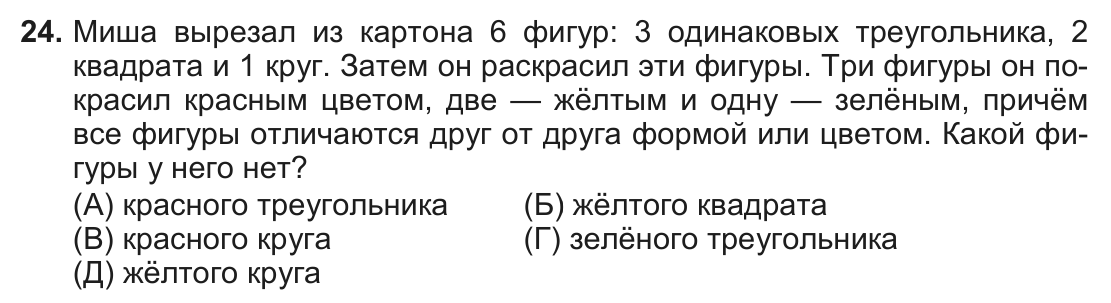 24. Миша вырезал из картона 6 фигур: 3 одинаковых треугольника, 2
квадрата и 1 круг. Затем он раскрасил эти фигуры. Три фигуры он по-
красил красным цветом, две — жёлтым и одну — зелёным, причём
все фигуры отличаются друг от друга формой или цветом. Какой фи-
гуры у него нет?
(А) красного треугольника (Б) жёлтого квадрата
(В) красного круга (Г) зелёного треугольника
(Д) жёлтого круга